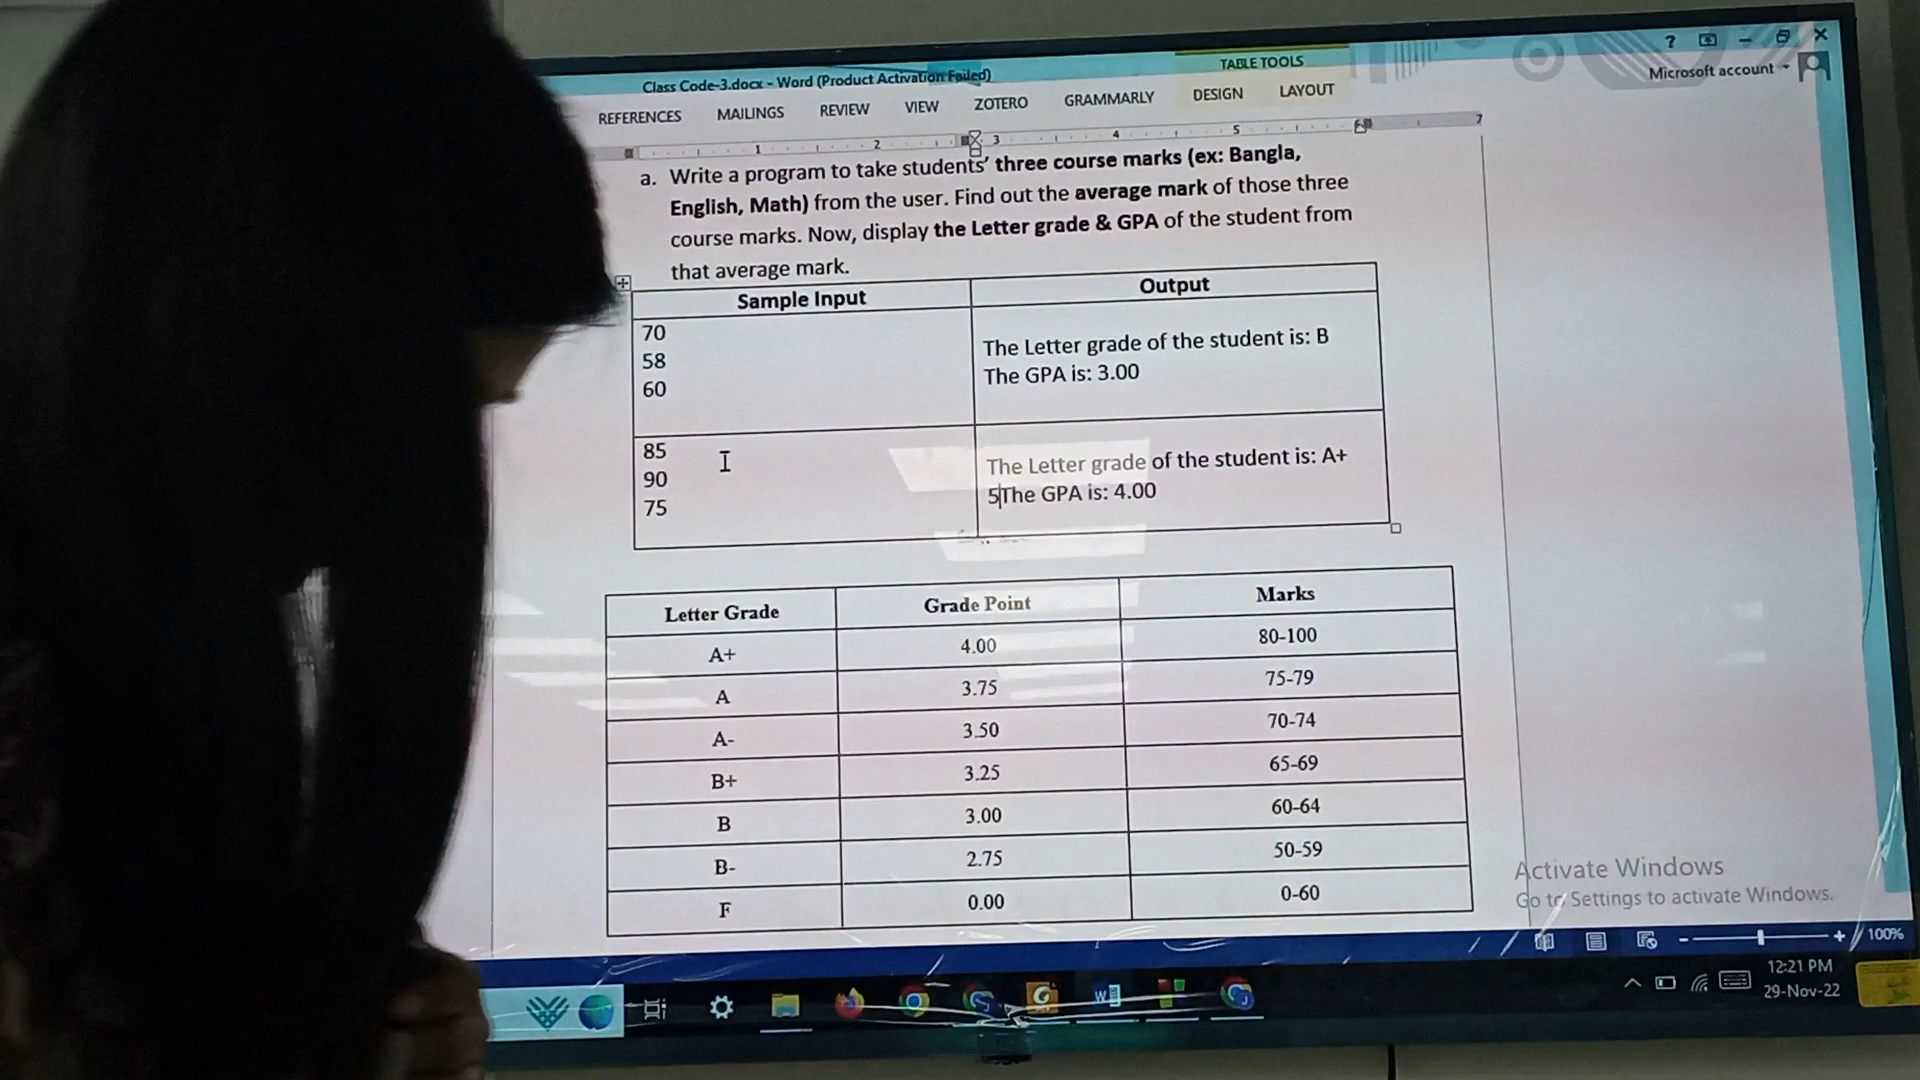 Class Code-3.docx - Word (Product Activation Failed)
TABLE TOOLS
? 
Microsoft account
REFERENCES MAILINGS REVIEW VIEW ZOTERO GRAMMARLY DESIGN LAYOUT
1 2 3 4 5 6 7
a. Write a program to take students' three course marks (ex: Bangla,
English, Math) from the user. Find out the average mark of those three
course marks. Now, display the Letter grade & GPA of the student from
that average mark.
Sample Input Output
70
58
60
The Letter grade of the student is: B
The GPA is: 3.00
85
90
75
The Letter grade of the student is: A+
5The GPA is: 4.00
Letter Grade Grade Point Marks
A+ 4.00 80-100
A 3.75 75-79
A- 3.50 70-74
B+ 3.25 65-69
B 3.00 60-64
B- 2.75 50-59
F 0.00 0-60
Activate Windows
Go to Settings to activate Windows.
100%
12:21 PM
29-Nov-22